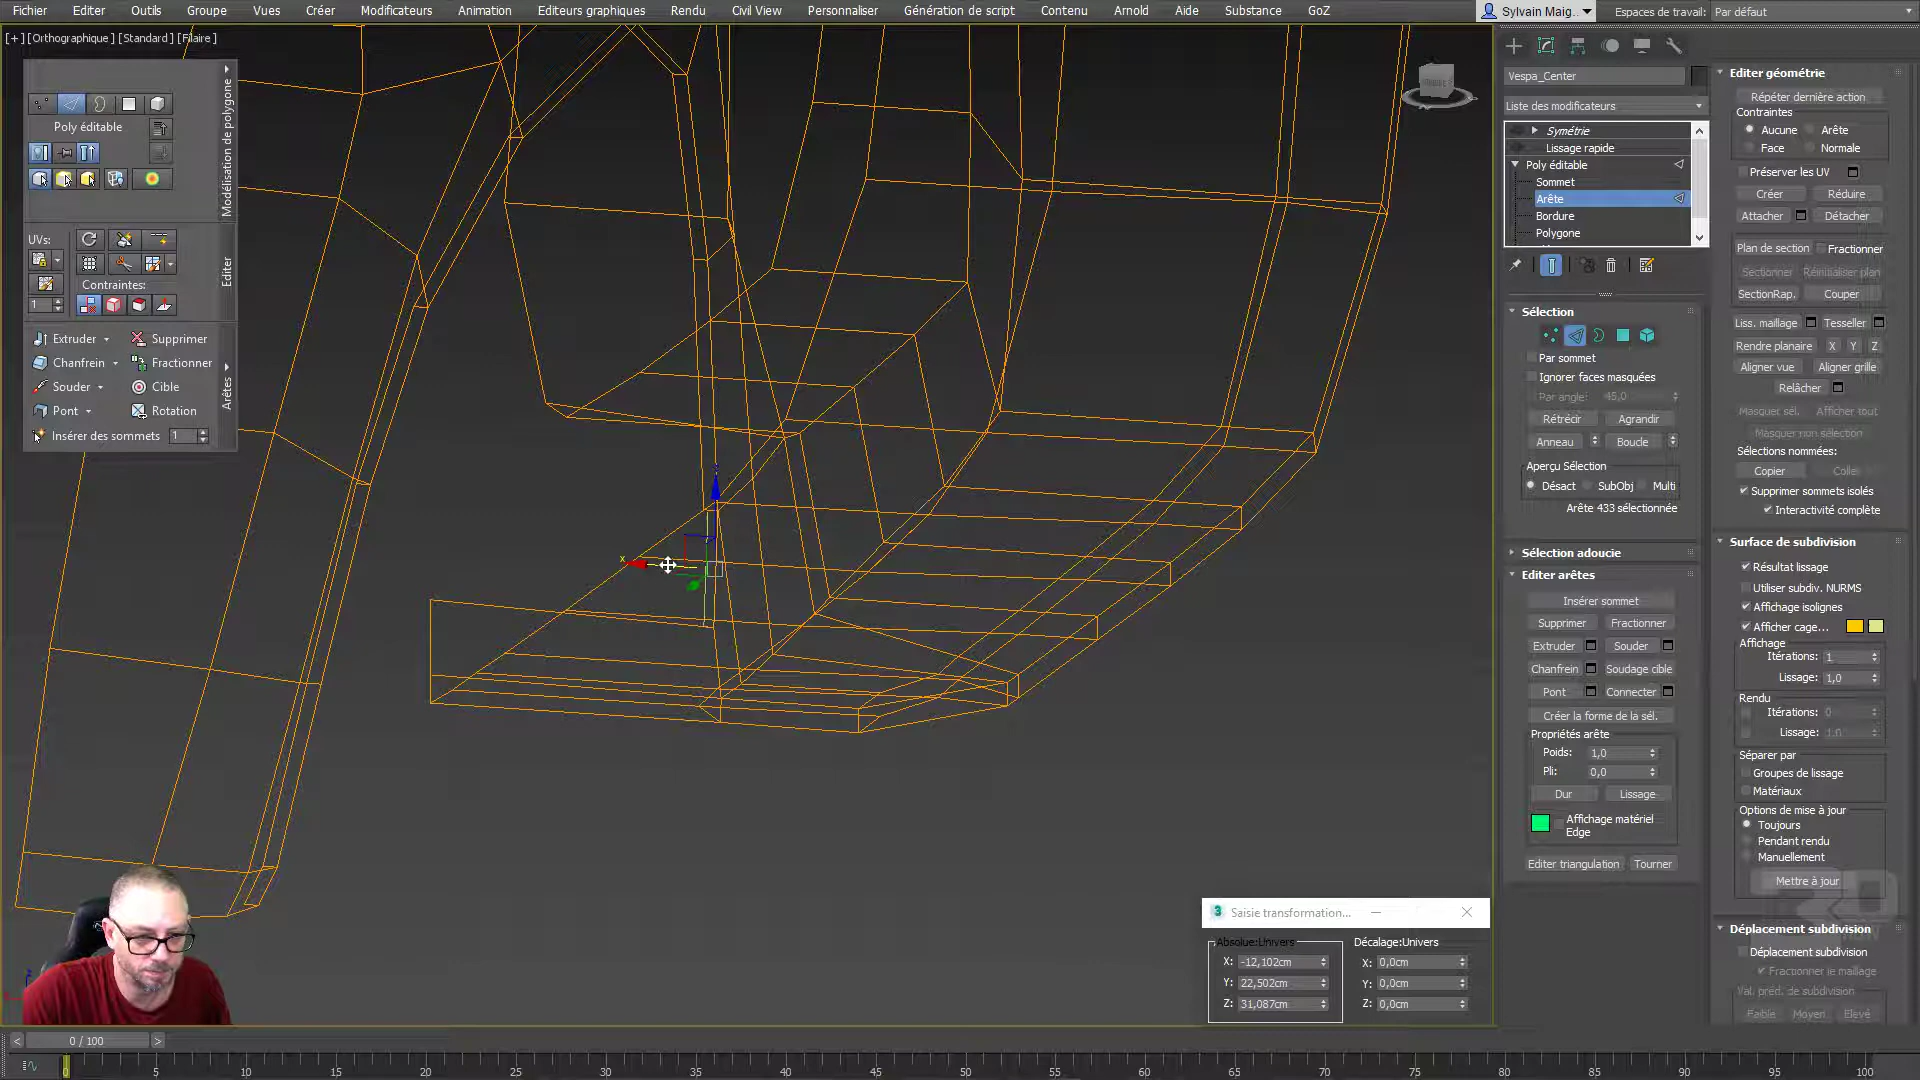 Fichier Editer Outils Groupe Vues Créer Modificateurs Animation Editeurs graphiques Rendu Civil View Personnaliser Génération de script Contenu Arnold Aide Substance GoZ
Sylvain Maig...
Espaces de travail: Par défaut
[+] [Orthographique] [Standard] [Filaire]
Poly éditable
Modélisation de polygone
UVs:
Editer
Contraintes:
1
Extruder
Supprimer
Chanfrein
Fractionner
Souder
Cible
Pont
Rotation
Insérer des sommets
1
Arêtes
x
Vespa_Center
Liste des modificateurs
Symétrie
Lissage rapide
Poly éditable
Sommet
Arête
Bordure
Polygone
Sélection
Par sommet
Ignorer faces masquées
Par angle: 45,0
Rétrécir
Agrandir
Anneau
Boucle
Aperçu Sélection
Désact SubObj Multi
Arête 433 sélectionnée
Sélection adoucie
Editer arêtes
Insérer sommet
Supprimer
Fractionner
Extruder
Souder
Chanfrein
Soudage cible
Pont
Connecter
Créer la forme de la sél.
Propriétés arête
Poids: 1,0
Pli: 0,0
Dur
Lissage
Affichage matériel
Edge
Editer triangulation
Tourner
Editer géométrie
Répéter dernière action
Contraintes
Aucune
Arête
Face
Normale
Préserver les UV
Créer
Réduire
Attacher
Détacher
Plan de section
Fractionner
Sectionner
Réinitialiser plan
SectionRap.
Couper
Liss. maillage
Tesseller
Rendre planaire X Y Z
Aligner vue
Aligner grille
Relâcher
Masquer sél.
Afficher tout
Masquer non sélection
Sélections nommées:
Copier
Coller
Supprimer sommets isolés
Interactivité complète
Surface de subdivision
Résultat lissage
Utiliser subdiv. NURMS
Affichage isolignes
Afficher cage...
Affichage
Itérations: 1
Lissage: 1,0
Rendu
Itérations: 0
Lissage: 1,0
Séparer par
Groupes de lissage
Matériaux
Options de mise à jour
Toujours
Pendant rendu
Manuellement
Mettre à jour
Déplacement subdivision
Déplacement subdivision
Fractionner le maillage
Val. préd. de subdivision
Faible Moyen Elevé
3 Saisie transformation...
Absolue:Univers
Décalage:Univers
X: -12,102cm
X: 0,0cm
Y: 22,502cm
Y: 0,0cm
Z: 31,087cm
Z: 0,0cm
0 / 100
0 5 10 15 20 25 30 35 40 45 50 55 60 65 70 75 80 85 90 95 100